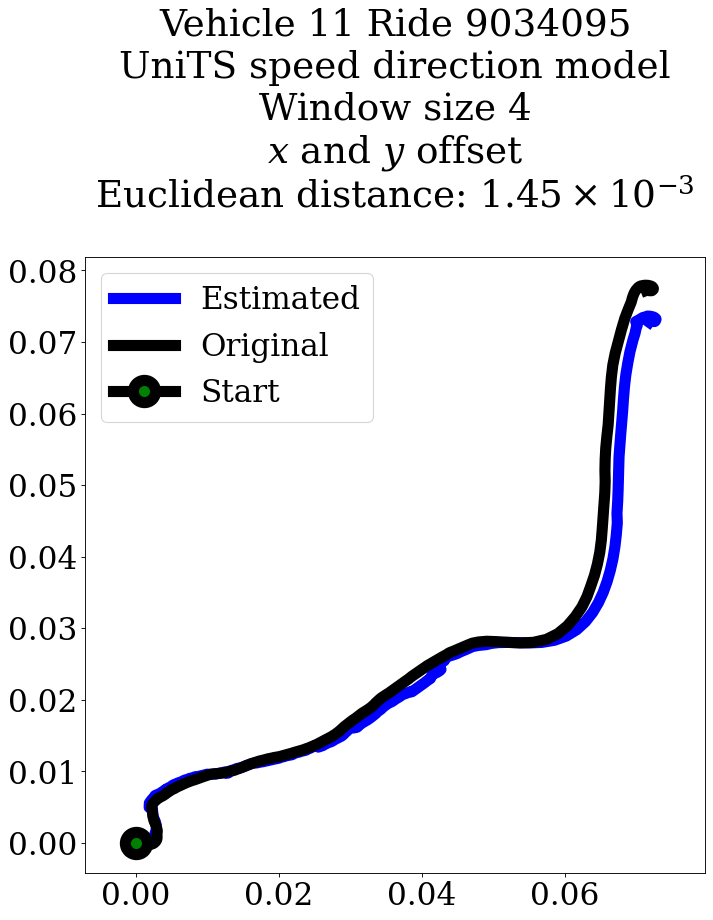 Vehicle 11 Ride 9034095
UniTS speed direction model
Window size 4
x and y offset
Euclidean distance: 1.45 × 10⁻³
Estimated
Original
Start
0.08
0.07
0.06
0.05
0.04
0.03
0.02
0.01
0.00
0.00 0.02 0.04 0.06